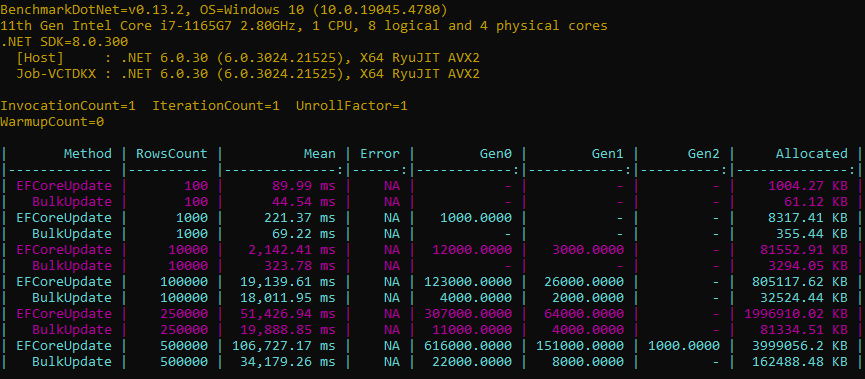 BenchmarkDotNet=v0.13.2, OS=Windows 10 (10.0.19045.4780)
11th Gen Intel Core i7-1165G7 2.80GHz, 1 CPU, 8 logical and 4 physical cores
.NET SDK=8.0.300
  [Host]     : .NET 6.0.30 (6.0.3024.21525), X64 RyuJIT AVX2
  Job-VCTDKX : .NET 6.0.30 (6.0.3024.21525), X64 RyuJIT AVX2
InvocationCount=1  IterationCount=1  UnrollFactor=1
WarmupCount=0
|       Method | RowsCount |          Mean | Error |        Gen0 |        Gen1 |      Gen2 |     Allocated |
|------------- |---------- |--------------:|------:|------------:|------------:|----------:|-------------- :|
| EFCoreUpdate |       100 |      89.99 ms |    NA |           - |           - |         - |    1004.27 KB |
|   BulkUpdate |       100 |      44.54 ms |    NA |           - |           - |         - |      61.12 KB |
| EFCoreUpdate |      1000 |     221.37 ms |    NA |   1000.0000 |           - |         - |    8317.41 KB |
|   BulkUpdate |      1000 |      69.22 ms |    NA |           - |           - |         - |     355.44 KB |
| EFCoreUpdate |     10000 |   2,142.41 ms |    NA |  12000.0000 |   3000.0000 |         - |   81552.91 KB |
|   BulkUpdate |     10000 |     323.78 ms |    NA |           - |           - |         - |    3294.05 KB |
| EFCoreUpdate |    100000 |  19,139.61 ms |    NA | 123000.0000 |  26000.0000 |         - |  805117.62 KB |
|   BulkUpdate |    100000 |  18,011.95 ms |    NA |   4000.0000 |   2000.0000 |         - |   32524.44 KB |
| EFCoreUpdate |    250000 |  51,426.94 ms |    NA | 307000.0000 |  64000.0000 |         - | 1996910.02 KB |
|   BulkUpdate |    250000 |  19,888.85 ms |    NA |  11000.0000 |   4000.0000 |         - |   81334.51 KB |
| EFCoreUpdate |    500000 | 106,727.17 ms |    NA | 616000.0000 | 151000.0000 | 1000.0000 |  3999056.2 KB |
|   BulkUpdate |    500000 |  34,179.26 ms |    NA |  22000.0000 |   8000.0000 |         - |  162488.48 KB |